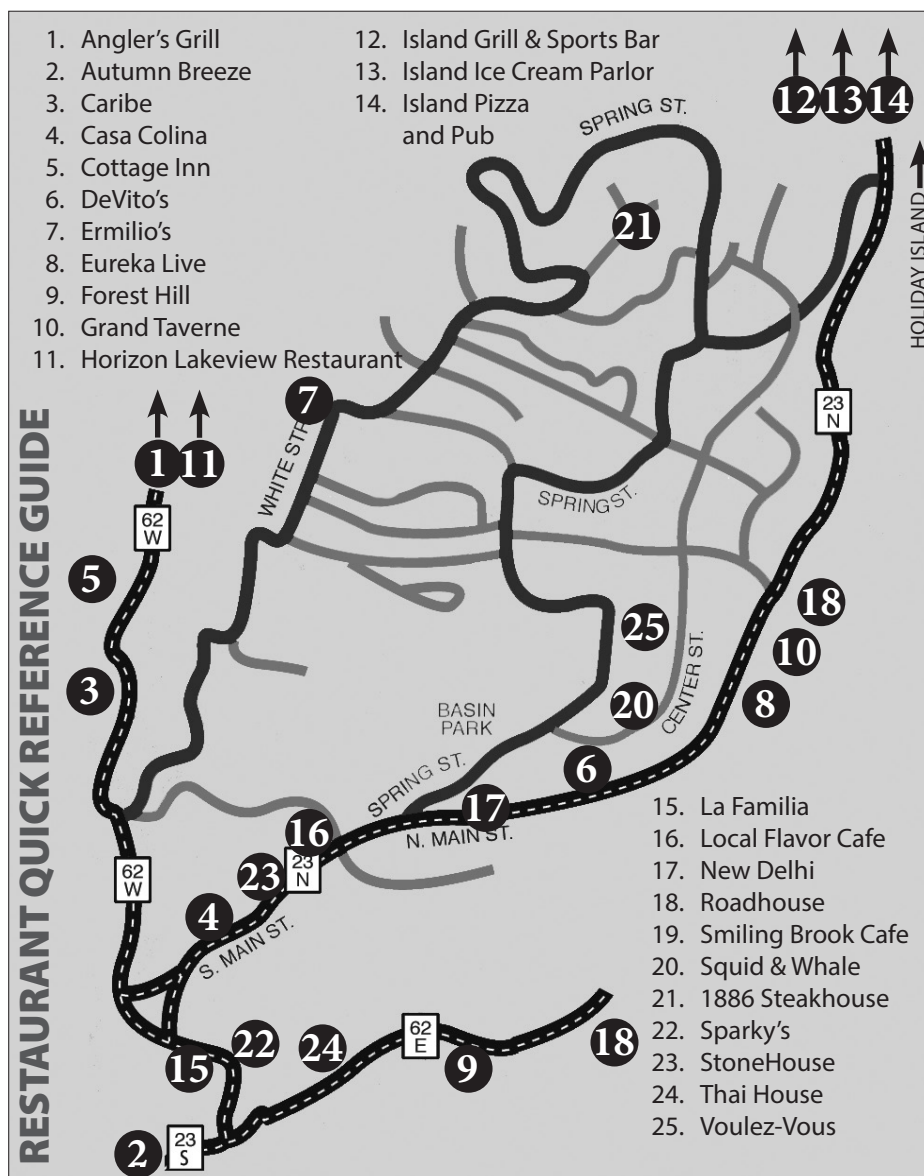 1. Angler's Grill
2. Autumn Breeze
3. Caribe
4. Casa Colina
5. Cottage Inn
6. DeVito's
7. Ermilio's
8. Eureka Live
9. Forest Hill
10. Grand Taverne
11. Horizon Lakeview Restaurant
12. Island Grill & Sports Bar
13. Island Ice Cream Parlor
14. Island Pizza
and Pub
SPRING ST.
12 13 14
HOLIDAY ISLAND
21
RESTAURANT QUICK REFERENCE GUIDE
7
23
N
1 11
WHITE STR
62
W
SPRING ST.
5
18
25
10
3
CENTER ST.
20
8
BASIN
PARK
6
SPRING ST.
17
N. MAIN ST.
16
23
N
23
62
W
4
S. MAIN ST.
15. La Familia
16. Local Flavor Cafe
17. New Delhi
18. Roadhouse
19. Smiling Brook Cafe
20. Squid & Whale
21. 1886 Steakhouse
22. Sparky's
23. StoneHouse
24. Thai House
25. Voulez-Vous
22
24
62
E
18
15
9
2
23
S